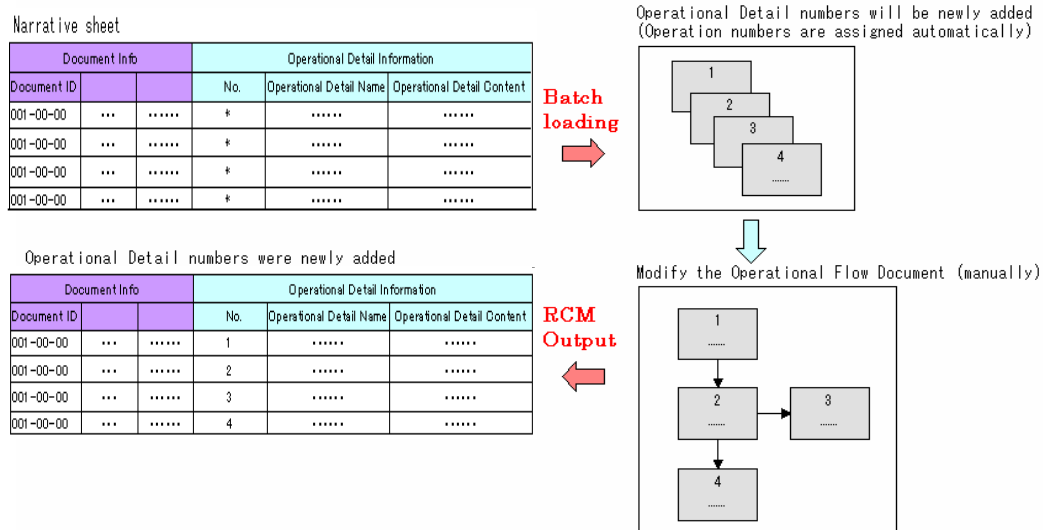 Narrative sheet
Document Info Operational Detail Information
Document ID No. Operational Detail Name Operational Detail Content
001-00-00 ... ...... * ...... ......
001-00-00 ... ...... * ...... ......
001-00-00 ... ...... * ...... ......
001-00-00 ... ...... * ...... ......
Batch
loading
Operational Detail numbers will be newly added
(Operation numbers are assigned automatically)
1
2
3
4
.......
Modify the Operational Flow Document (manually)
1
.......
2
.......
3
.......
4
.......
RCM
Output
Operational Detail numbers were newly added
Document Info Operational Detail Information
Document ID No. Operational Detail Name Operational Detail Content
001-00-00 ... ...... 1 ...... ......
001-00-00 ... ...... 2 ...... ......
001-00-00 ... ...... 3 ...... ......
001-00-00 ... ...... 4 ...... ......